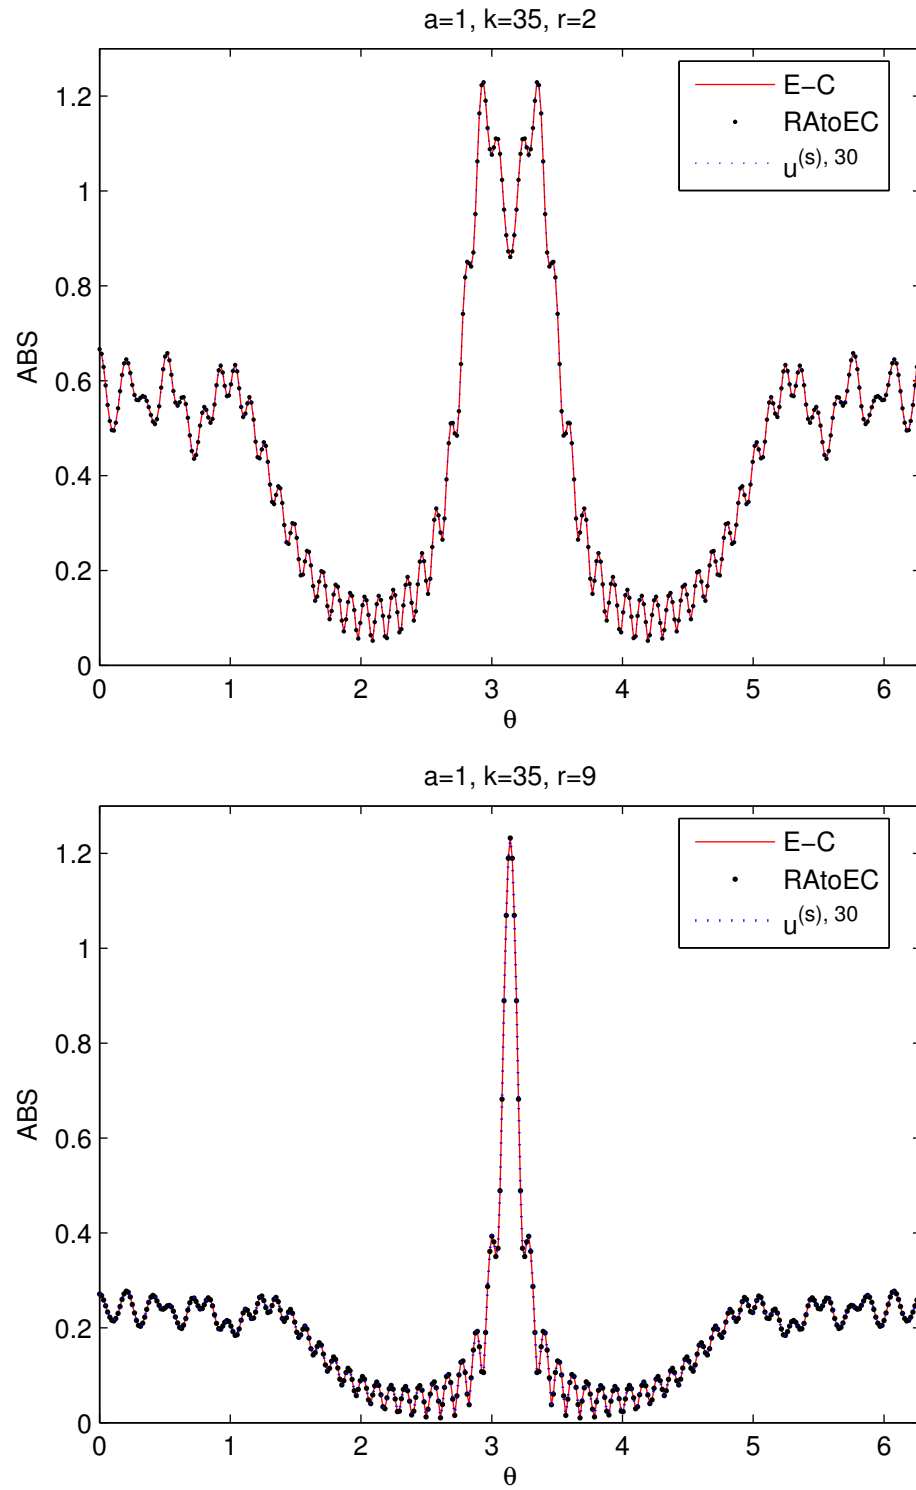 a=1, k=35, r=2
E−C
RAtoEC
u(s), 30
ABS
1.2
1
0.8
0.6
0.4
0.2
0
0 1 2 3 4 5 6
θ
a=1, k=35, r=9
E−C
RAtoEC
u(s), 30
ABS
1.2
1
0.8
0.6
0.4
0.2
0
0 1 2 3 4 5 6
θ